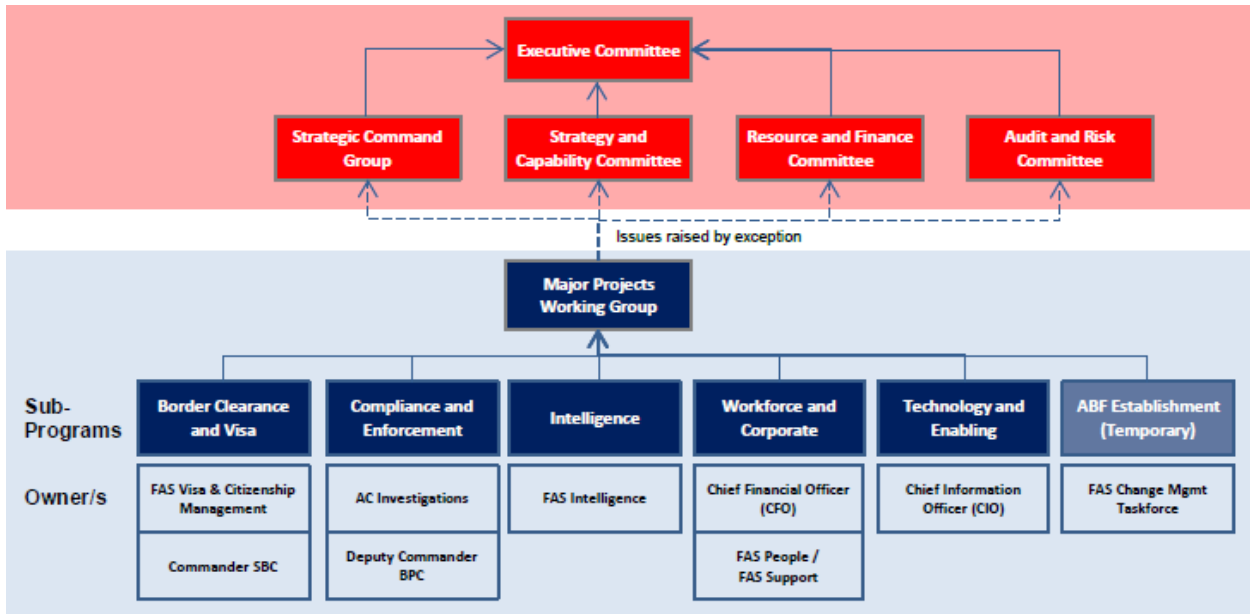 Executive Committee
Strategic Command
Group
Strategy and
Capability Committee
Resource and Finance
Committee
Audit and Risk
Committee
Issues raised by exception
Major Projects
Working Group
Sub-
Programs
Border Clearance
and Visa
Compliance and
Enforcement
Intelligence
Workforce and
Corporate
Technology and
Enabling
ABF Establishment
(Temporary)
Owner/s
FAS Visa & Citizenship
Management
AC Investigations
FAS Intelligence
Chief Financial Officer
(CFO)
Chief Information
Officer (CIO)
FAS Change Mgmt
Taskforce
Commander SBC
Deputy Commander
BPC
FAS People /
FAS Support